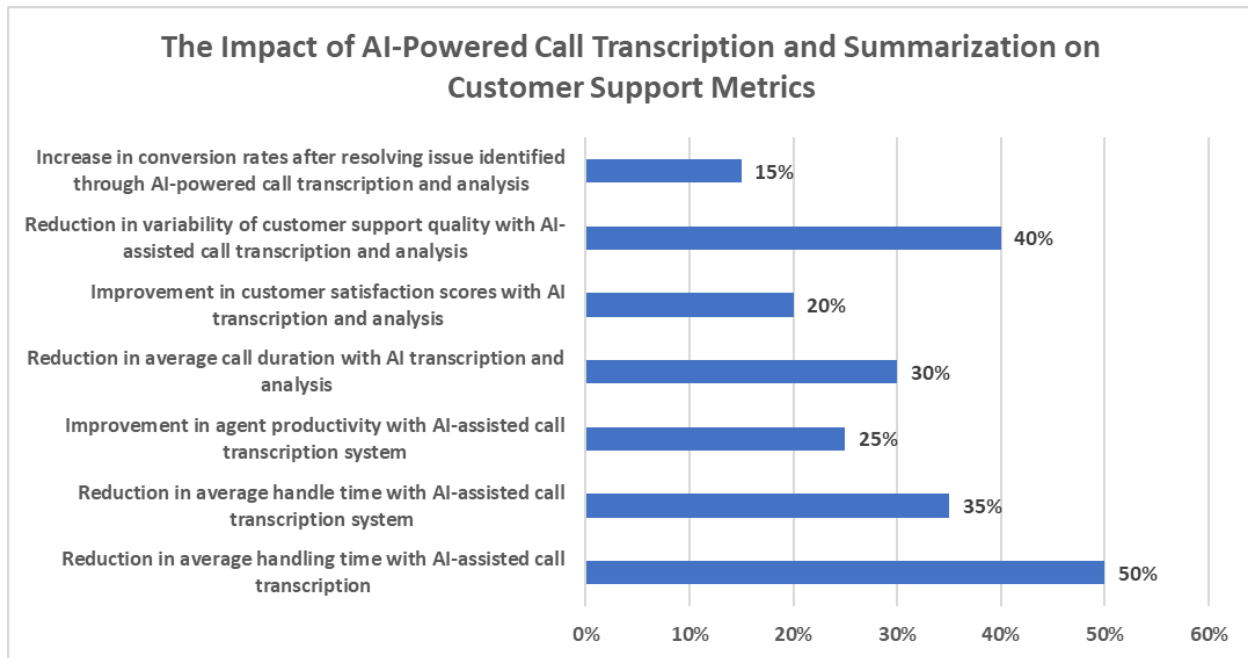 The Impact of AI-Powered Call Transcription and Summarization on
Customer Support Metrics
Increase in conversion rates after resolving issue identified
through AI-powered call transcription and analysis
15%
Reduction in variability of customer support quality with AI-
assisted call transcription and analysis
40%
Improvement in customer satisfaction scores with AI
transcription and analysis
20%
Reduction in average call duration with AI transcription and
analysis
30%
Improvement in agent productivity with AI-assisted call
transcription system
25%
Reduction in average handle time with AI-assisted call
transcription system
35%
Reduction in average handling time with AI-assisted call
transcription
50%
0% 10% 20% 30% 40% 50% 60%